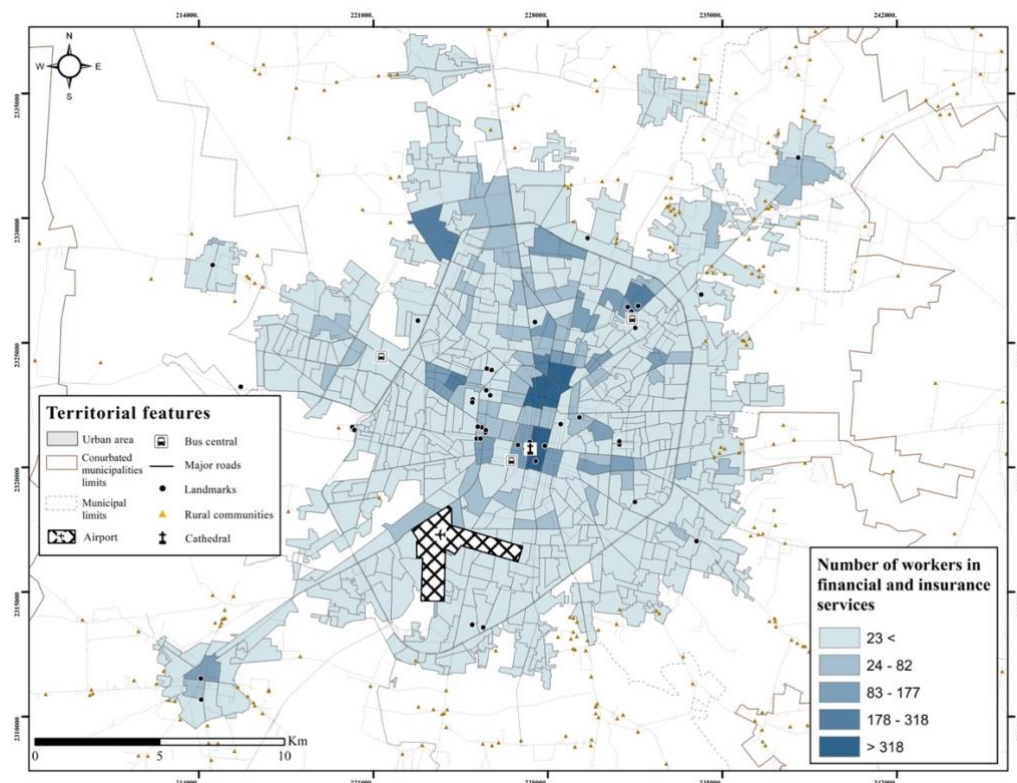 214000.
221000.
228000
235000.
242000.
N
W
E
S
2335000
2330000
2325000
2320000
2315000
2310000
Territorial features
Urban area
Conurbated
municipalities
limits
Municipal
limits
Airport
Bus central
Major roads
Landmarks
Rural communities
Cathedral
Number of workers in
financial and insurance
services
23 <
24 - 82
83 - 177
178 - 318
> 318
0
5
10
Km